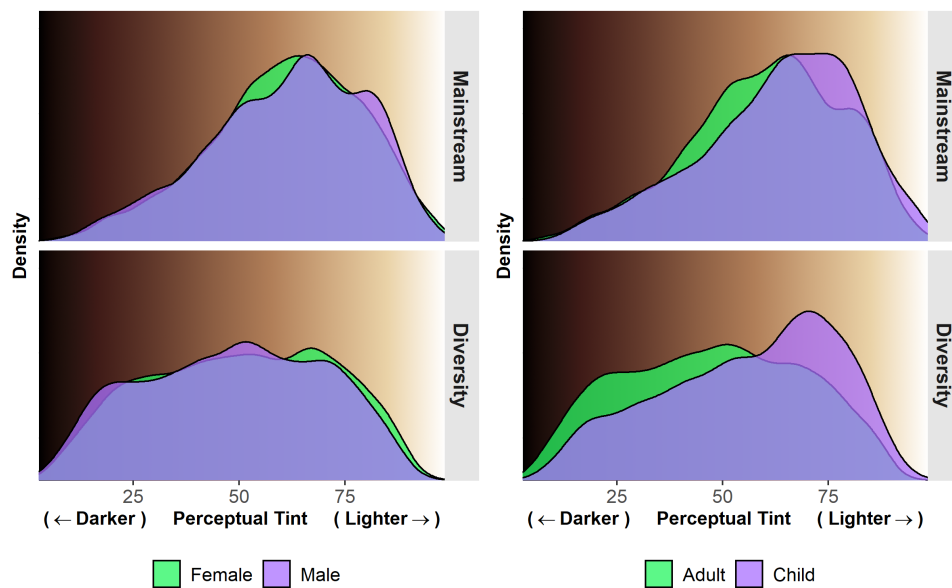 Density
Mainstream
Diversity
25 50 75
( ← Darker ) Perceptual Tint ( Lighter → )
Female Male
Density
Mainstream
Diversity
25 50 75
( ← Darker ) Perceptual Tint ( Lighter → )
Adult Child